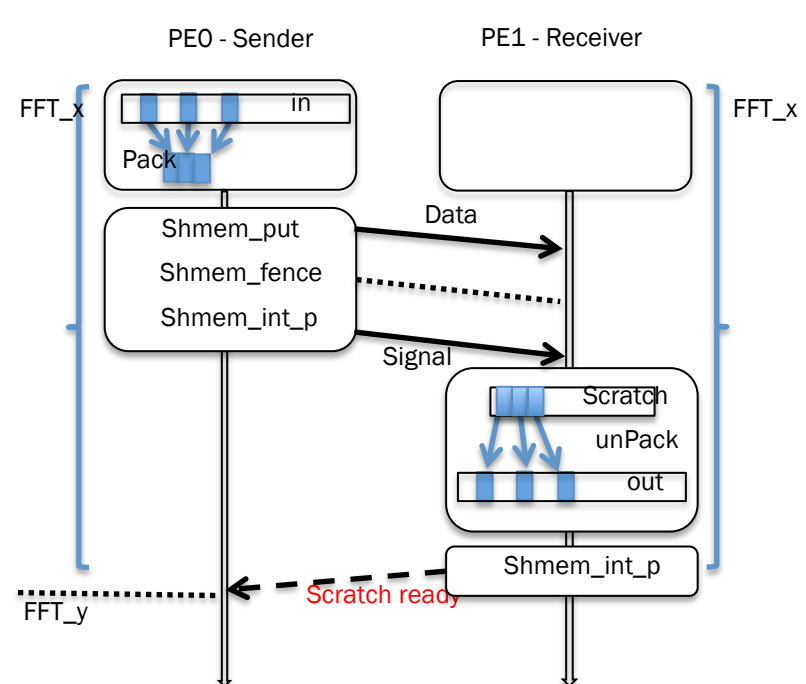 PE0 - Sender
PE1 - Receiver
FFT_x
in
FFT_x
Pack
Shmem_put
Data
Shmem_fence
Shmem_int_p
Signal
Scratch
unPack
out
Shmem_int_p
Scratch ready
FFT_y